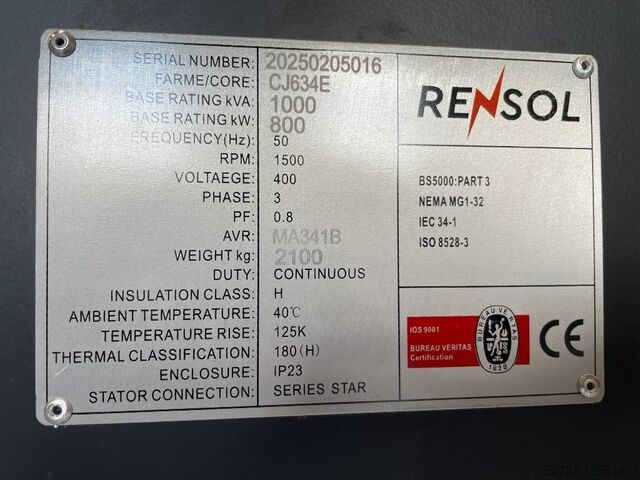 SERIAL NUMBER: 20250205016
FARME/CORE: CJ634E
BASE RATING kVA: 1000
BASE RATING kW: 800
FREQUENCY(Hz): 50
RPM: 1500
VOLTAEGE: 400
PHASE: 3
PF: 0.8
AVR: MA341B
WEIGHT kg: 2100
DUTY: CONTINUOUS
INSULATION CLASS: H
AMBIENT TEMPERATURE: 40℃
TEMPERATURE RISE: 125K
THERMAL CLASSIFICATION: 180(H)
ENCLOSURE: IP23
STATOR CONNECTION: SERIES STAR
RENSOL
BS5000:PART 3
NEMA MG1-32
IEC 34-1
ISO 8528-3
IOS 9001
BUREAU VERITAS
Certification
BUREAU VERITAS
1828
CE